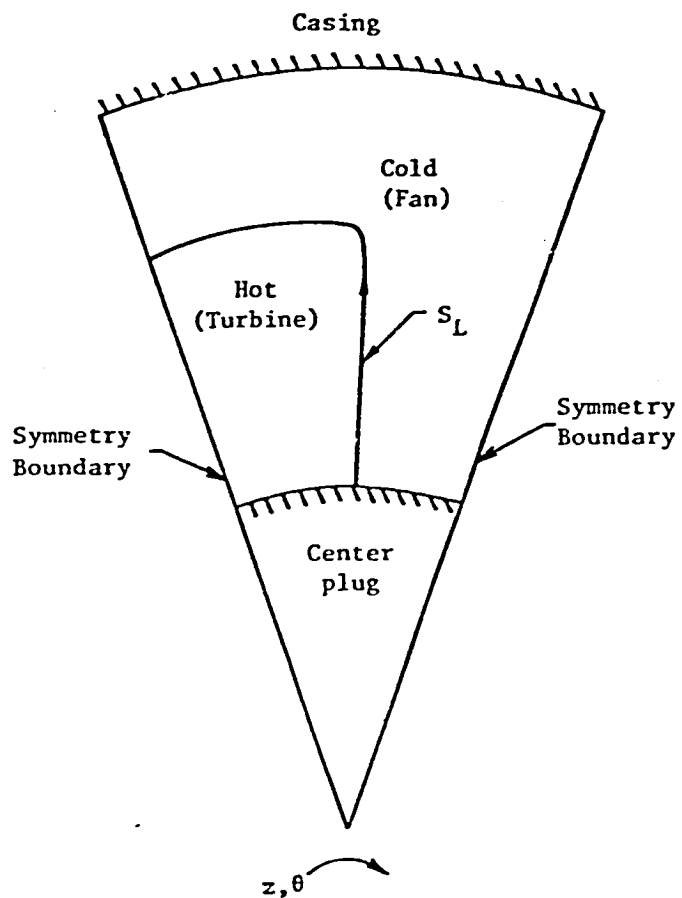 Casing
Cold
(Fan)
Hot
(Turbine)
S_L
Symmetry
Boundary
Symmetry
Boundary
Center
plug
z,θ